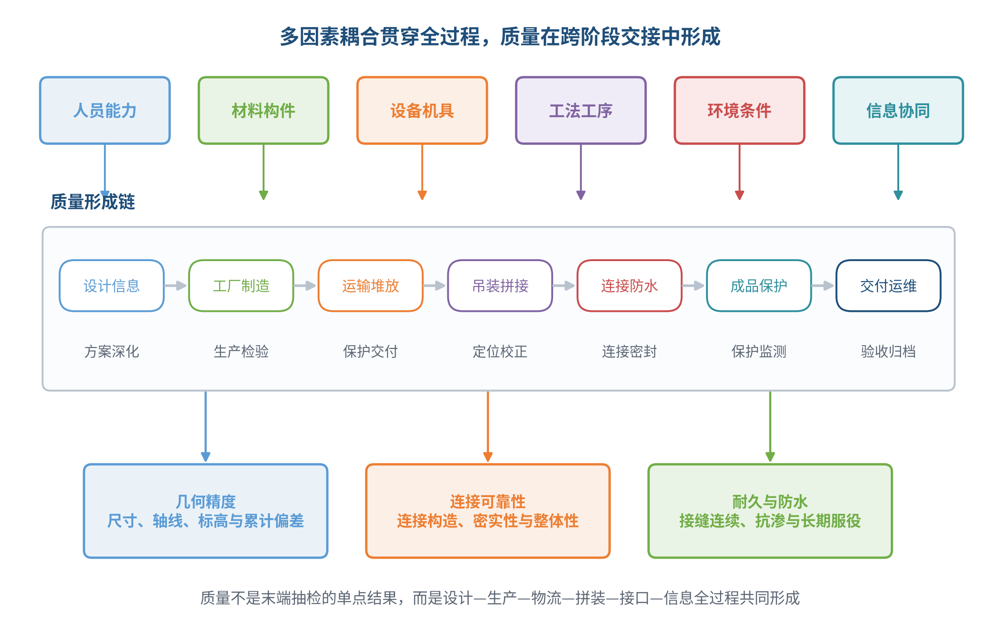 多因素耦合贯穿全过程，质量在跨阶段交接中形成
人员能力
材料构件
设备机具
工法工序
环境条件
信息协同
质量形成链
设计信息
工厂制造
运输堆放
吊装拼接
连接防水
成品保护
交付运维
方案深化
生产检验
保护交付
定位校正
连接密封
保护监测
验收归档
几何精度
尺寸、轴线、标高与累计偏差
连接可靠性
连接构造、密实性与整体性
耐久与防水
接缝连续、抗渗与长期服役
质量不是末端抽检的单点结果，而是设计—生产—物流—拼装—接口—信息全过程共同形成